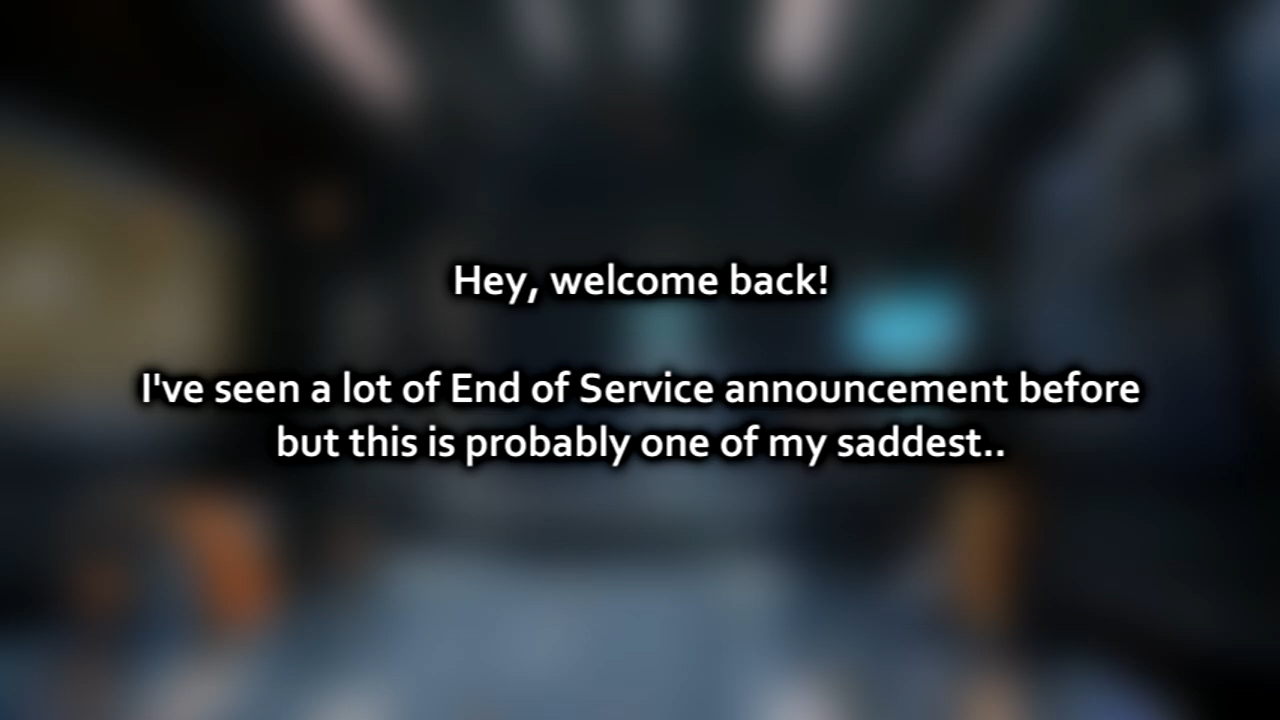 Hey, welcome back!
I've seen a lot of End of Service announcement before
but this is probably one of my saddest..